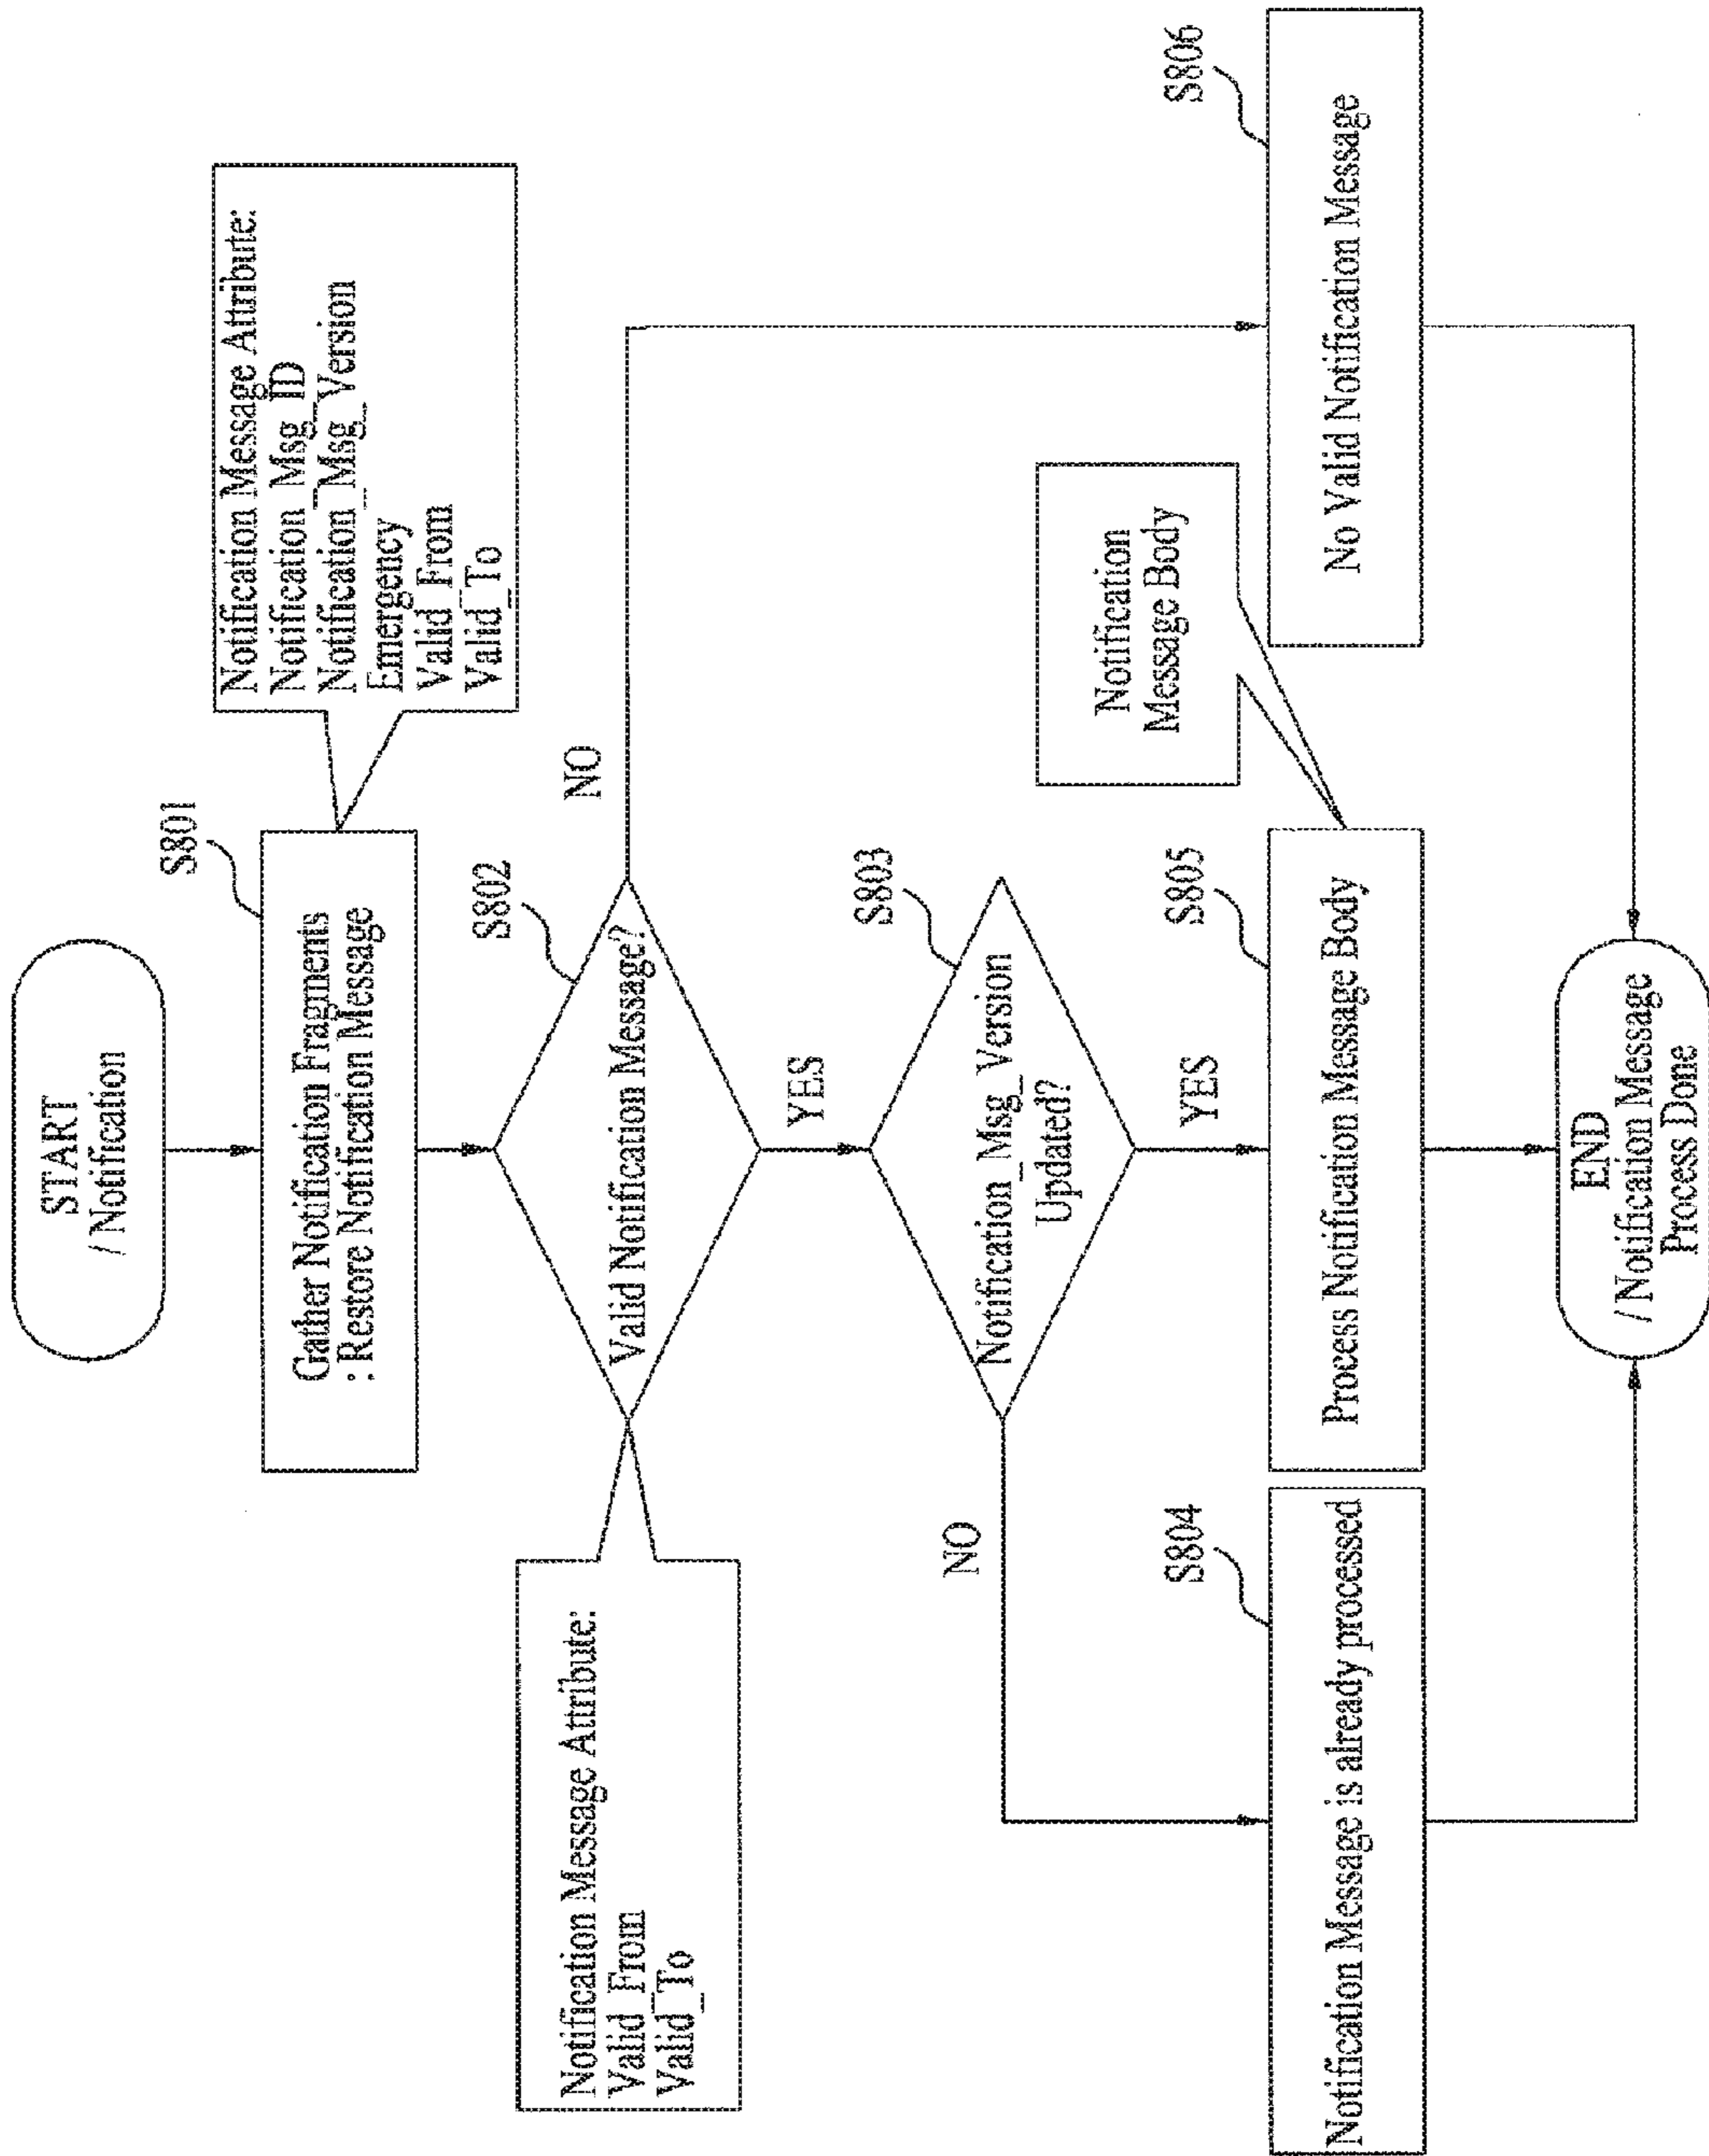 START
/ Notification
S801
Gather Notification Fragments
: Restore Notification Message
Notification Message Attribute:
Notification_Msg_ID
Notification_Msg_Version
Emergency
Valid_From
Valid_To
S802
Valid Notification Message?
NO
Notification Message Attribute:
Valid_From
Valid_To
YES
S803
Notification_Msg_Version
Updated?
NO
YES
Notification
Message Body
S804
Notification Message is already processed
S805
Process Notification Message Body
S806
No Valid Notification Message
END
/ Notification Message
Process Done